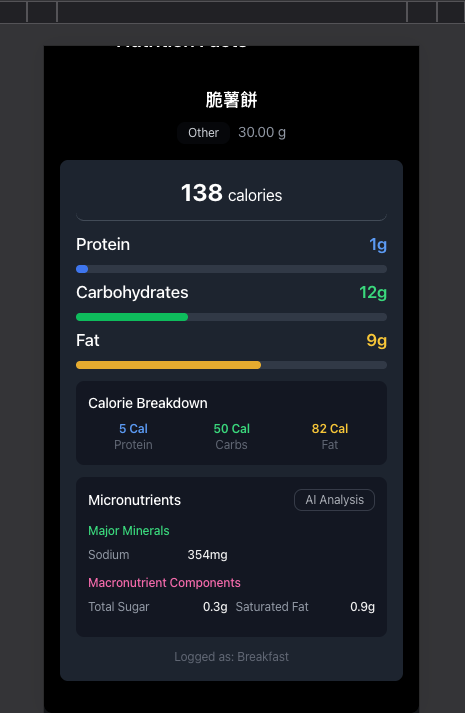 Nutrition Facts
脆薯餅
Other 30.00 g
138 calories
Protein 1g
Carbohydrates 12g
Fat 9g
Calorie Breakdown
5 Cal 50 Cal 82 Cal
Protein Carbs Fat
Micronutrients AI Analysis
Major Minerals
Sodium 354mg
Macronutrient Components
Total Sugar 0.3g Saturated Fat 0.9g
Logged as: Breakfast